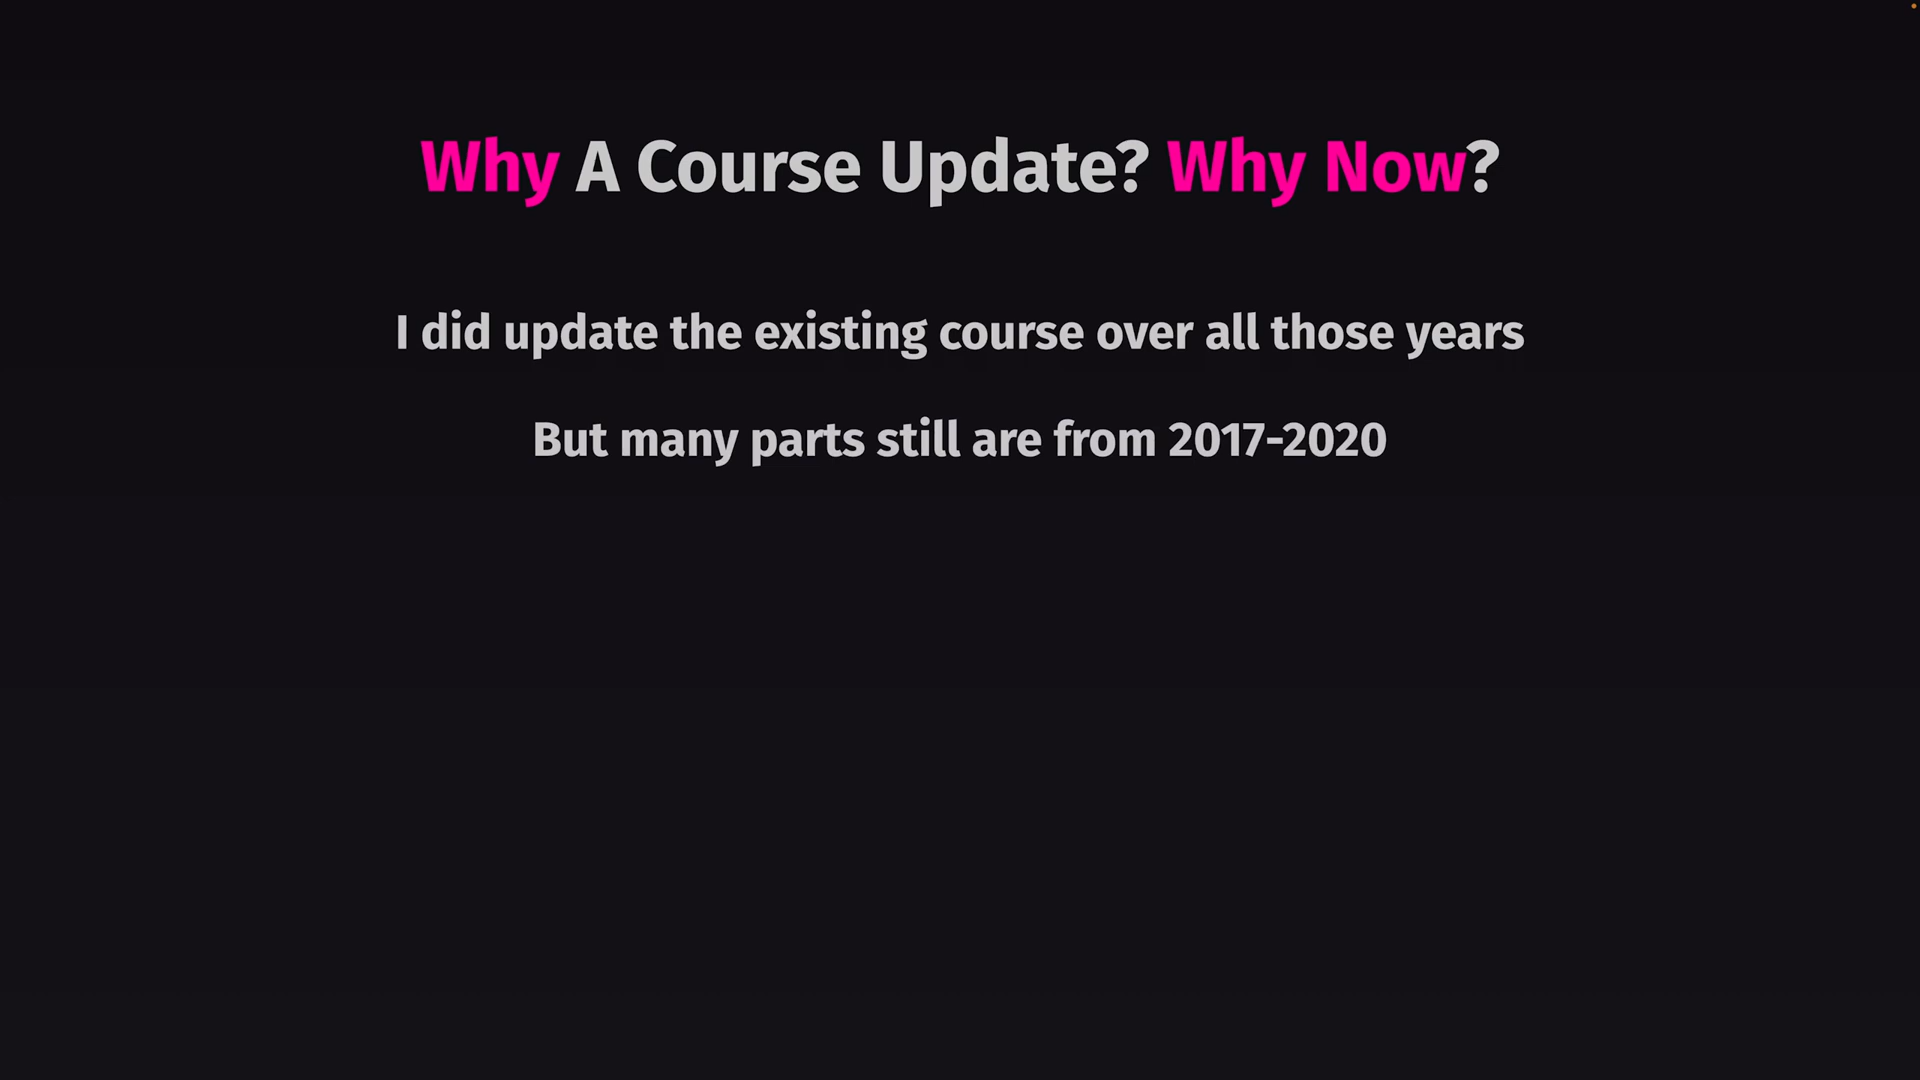 Why A Course Update? Why Now?
I did update the existing course over all those years
But many parts still are from 2017-2020